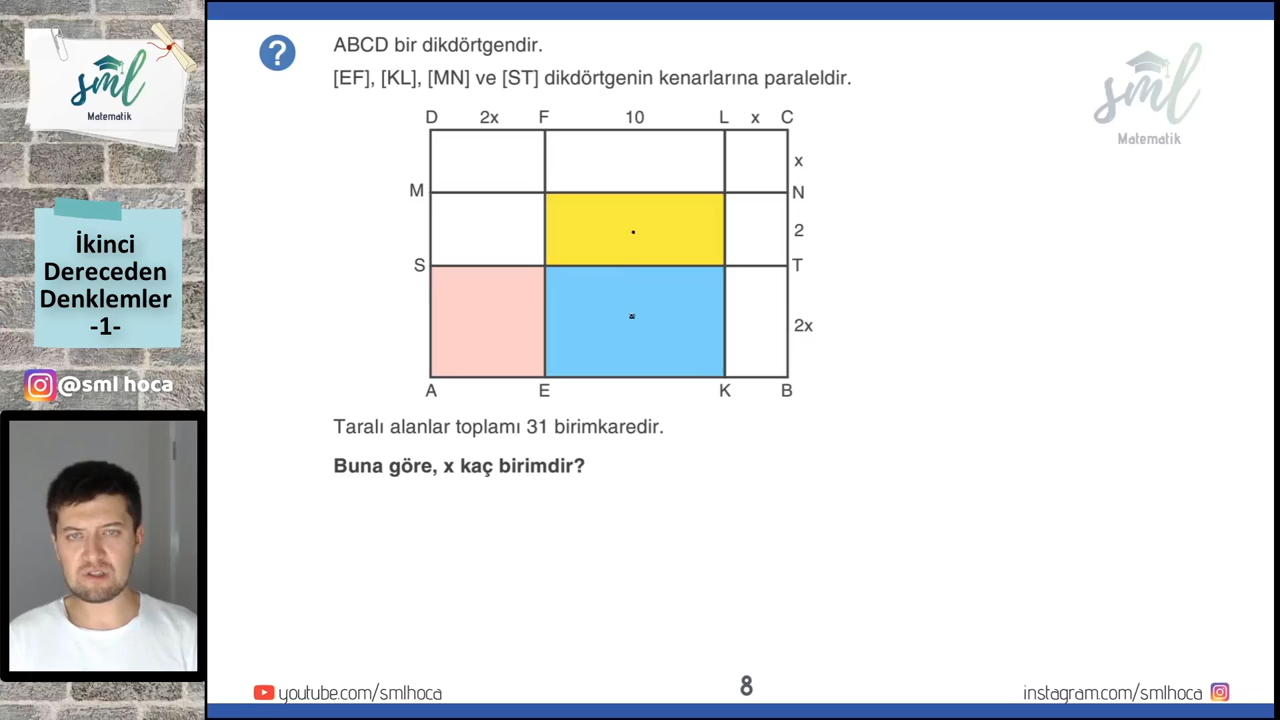 sml
Matematik
İkinci
Dereceden
Denklemler
-1-
@sml hoca
?
ABCD bir dikdörtgendir.
[EF], [KL], [MN] ve [ST] dikdörtgenin kenarlarına paraleldir.
D 2x F 10 L x C
x
M N
2
S T
2x
A E K B
Taralı alanlar toplamı 31 birimkaredir.
Buna göre, x kaç birimdir?
sml
Matematik
youtube.com/smlhoca
8
instagram.com/smlhoca